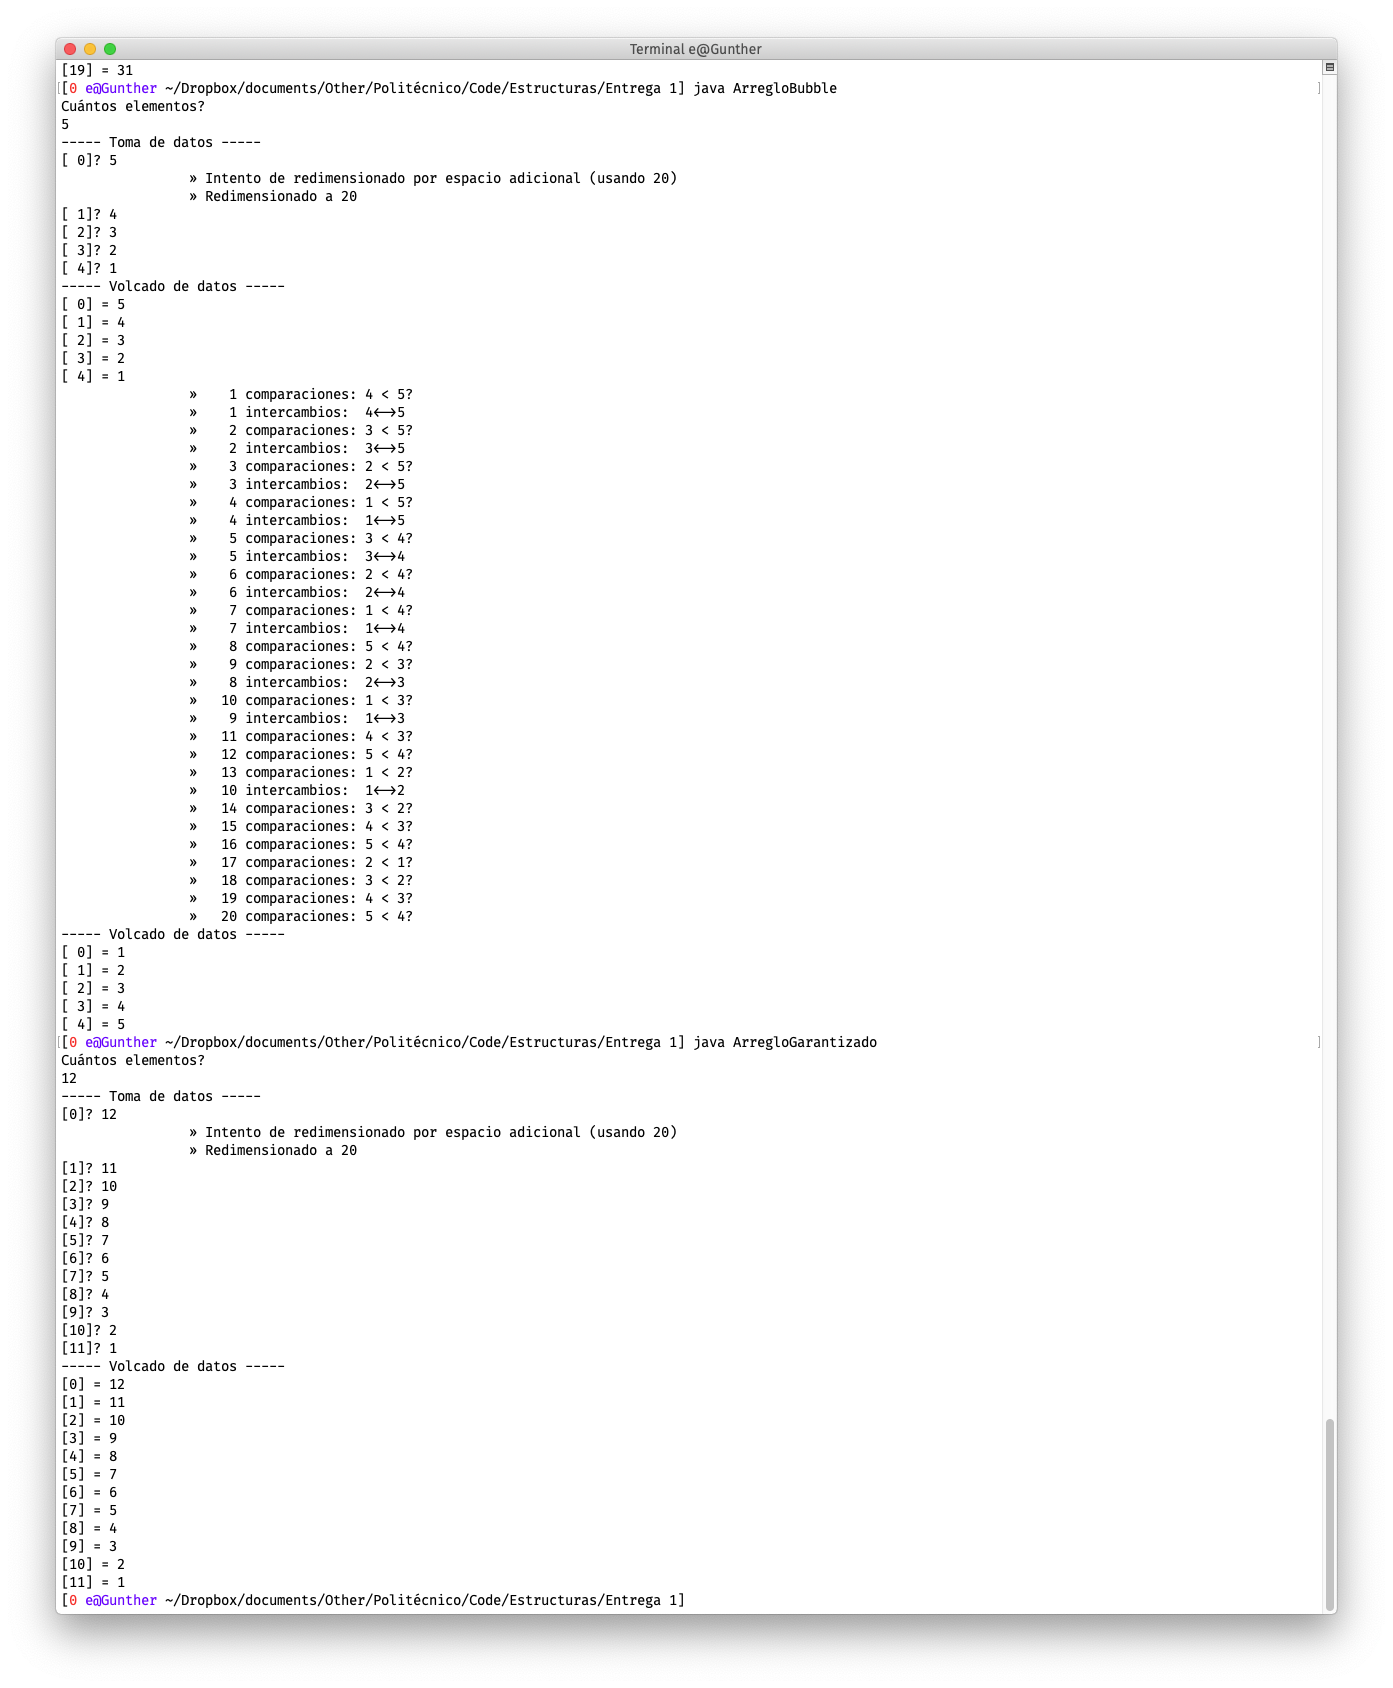 Terminal e@Gunther
[19] = 31
[[0 e@Gunther ~/Dropbox/documents/Other/Politécnico/Code/Estructuras/Entrega 1] java ArregloBubble ]
Cuántos elementos?
5
----- Toma de datos -----
[ 0]? 5
» Intento de redimensionado por espacio adicional (usando 20)
» Redimensionado a 20
[ 1]? 4
[ 2]? 3
[ 3]? 2
[ 4]? 1
----- Volcado de datos -----
[ 0] = 5
[ 1] = 4
[ 2] = 3
[ 3] = 2
[ 4] = 1
»    1 comparaciones: 4 < 5?
»    1 intercambios:  4<->5
»    2 comparaciones: 3 < 5?
»    2 intercambios:  3<->5
»    3 comparaciones: 2 < 5?
»    3 intercambios:  2<->5
»    4 comparaciones: 1 < 5?
»    4 intercambios:  1<->5
»    5 comparaciones: 3 < 4?
»    5 intercambios:  3<->4
»    6 comparaciones: 2 < 4?
»    6 intercambios:  2<->4
»    7 comparaciones: 1 < 4?
»    7 intercambios:  1<->4
»    8 comparaciones: 5 < 4?
»    9 comparaciones: 2 < 3?
»    8 intercambios:  2<->3
»   10 comparaciones: 1 < 3?
»    9 intercambios:  1<->3
»   11 comparaciones: 4 < 3?
»   12 comparaciones: 5 < 4?
»   13 comparaciones: 1 < 2?
»   10 intercambios:  1<->2
»   14 comparaciones: 3 < 2?
»   15 comparaciones: 4 < 3?
»   16 comparaciones: 5 < 4?
»   17 comparaciones: 2 < 1?
»   18 comparaciones: 3 < 2?
»   19 comparaciones: 4 < 3?
»   20 comparaciones: 5 < 4?
----- Volcado de datos -----
[ 0] = 1
[ 1] = 2
[ 2] = 3
[ 3] = 4
[ 4] = 5
[[0 e@Gunther ~/Dropbox/documents/Other/Politécnico/Code/Estructuras/Entrega 1] java ArregloGarantizado ]
Cuántos elementos?
12
----- Toma de datos -----
[0]? 12
» Intento de redimensionado por espacio adicional (usando 20)
» Redimensionado a 20
[1]? 11
[2]? 10
[3]? 9
[4]? 8
[5]? 7
[6]? 6
[7]? 5
[8]? 4
[9]? 3
[10]? 2
[11]? 1
----- Volcado de datos -----
[0] = 12
[1] = 11
[2] = 10
[3] = 9
[4] = 8
[5] = 7
[6] = 6
[7] = 5
[8] = 4
[9] = 3
[10] = 2
[11] = 1
[0 e@Gunther ~/Dropbox/documents/Other/Politécnico/Code/Estructuras/Entrega 1]